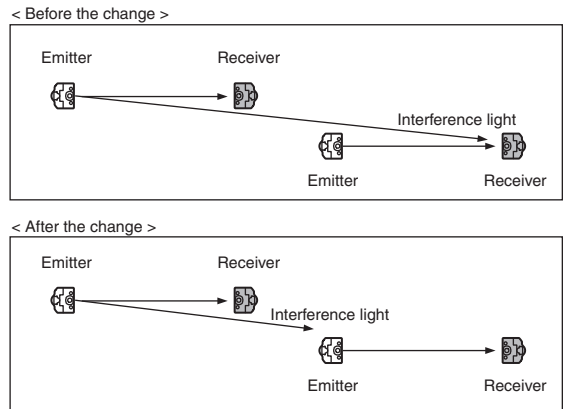 < Before the change >
Emitter Receiver
Interference light
Emitter Receiver
< After the change >
Emitter Receiver
Interference light
Emitter Receiver